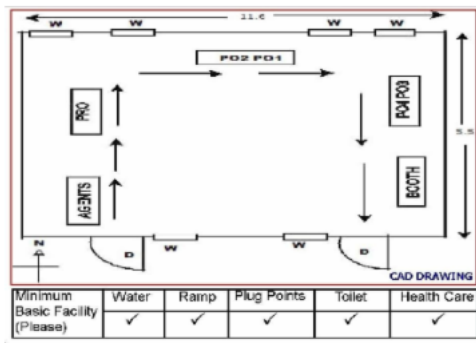 11.6
W W W W
PO2 PO1
PRO
PO4 PO3
5.5
AGENTS
BOOTH
N
D W W D
CAD DRAWING
Minimum Basic Facility (Please) Water Ramp Plug Points Toilet Health Care
✓ ✓ ✓ ✓ ✓